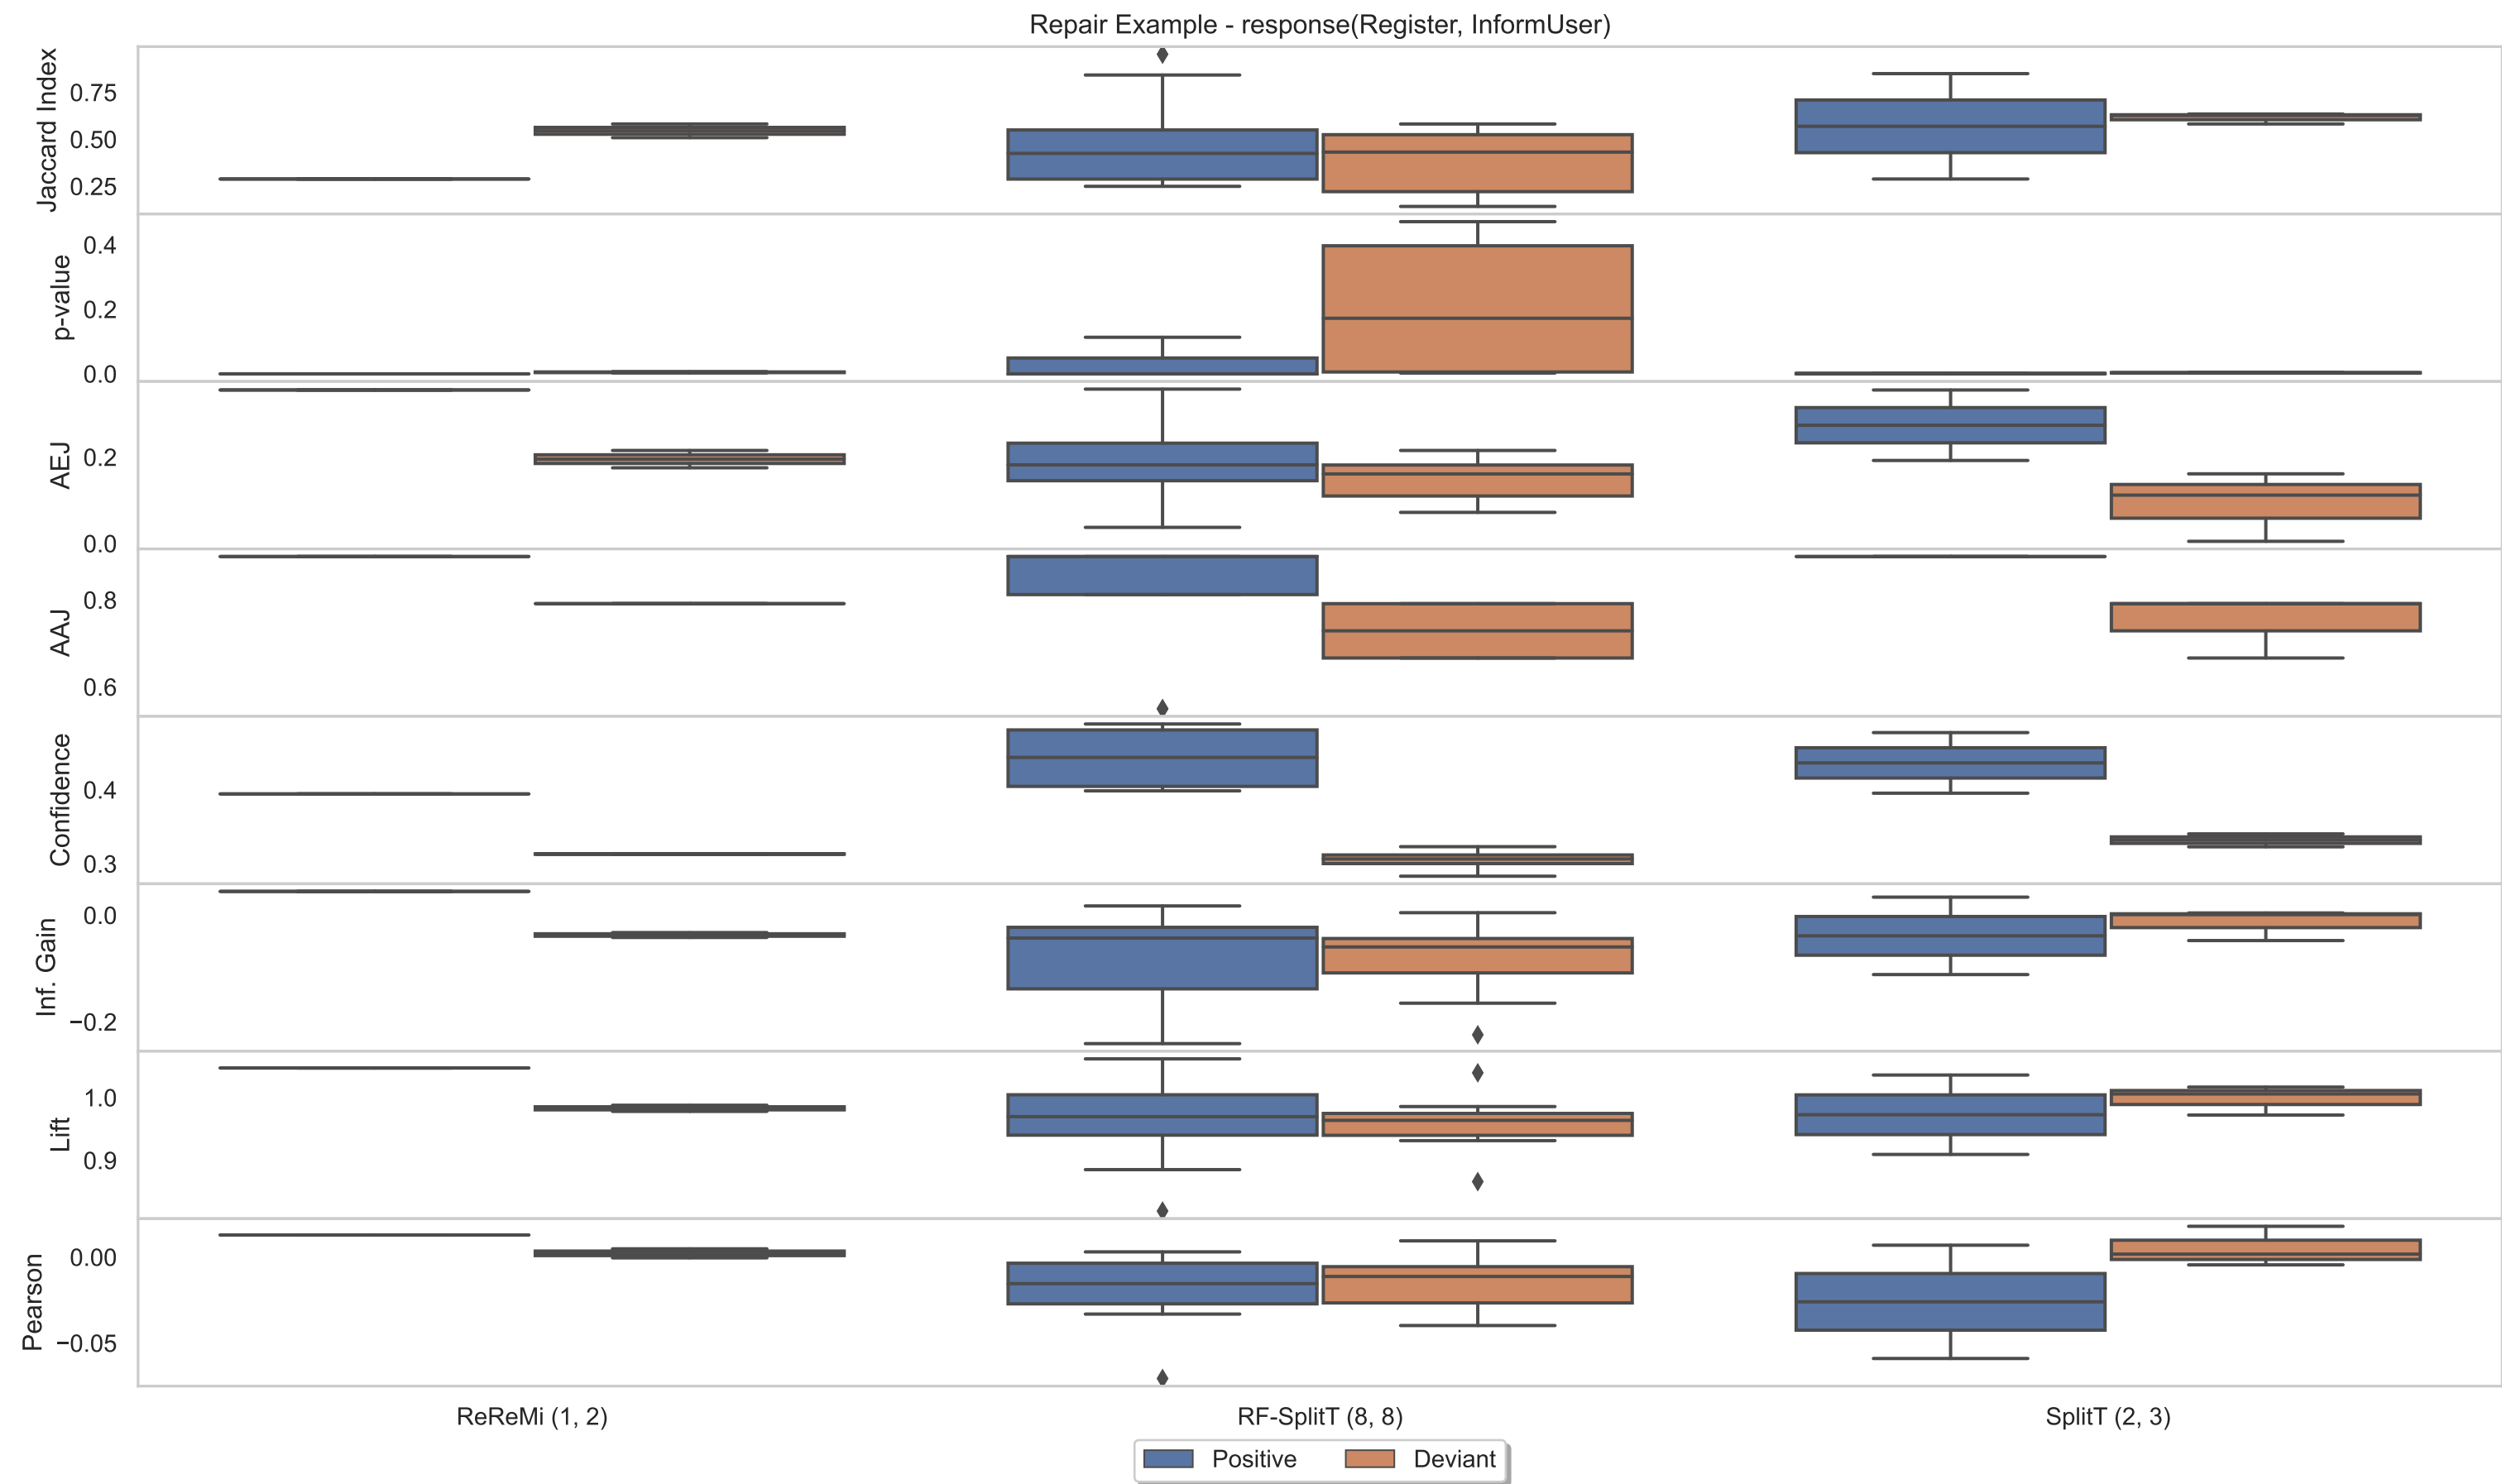 Repair Example - response(Register, InformUser)
Jaccard Index
0.75
0.50
0.25
p-value
0.4
0.2
0.0
AEJ
0.2
0.0
AAJ
0.8
0.6
Confidence
0.4
0.3
Inf. Gain
0.0
−0.2
Lift
1.0
0.9
Pearson
0.00
−0.05
ReReMi (1, 2)
RF-SplitT (8, 8)
SplitT (2, 3)
Positive
Deviant